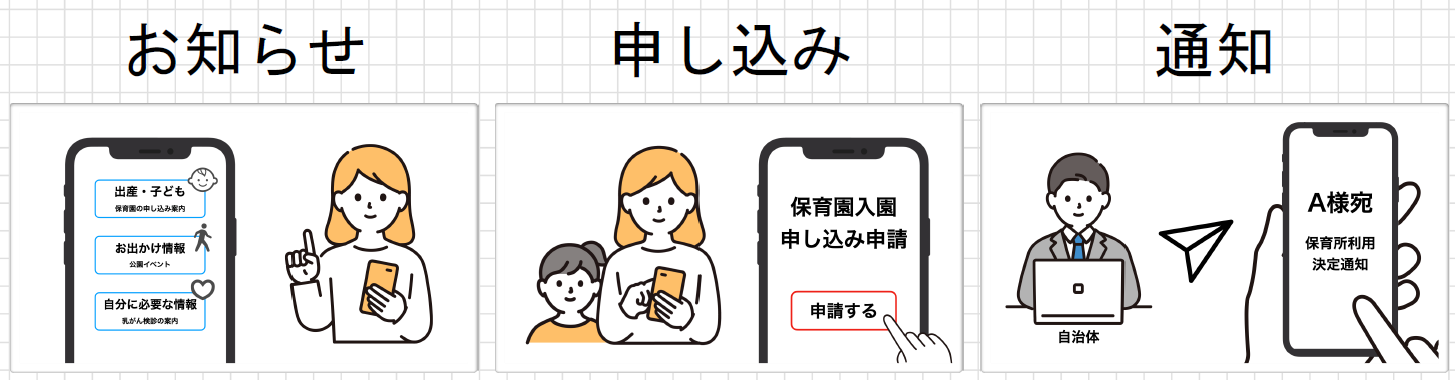 お知らせ
出産・子ども
保育園の申し込み案内
お出かけ情報
公園イベント
自分に必要な情報
乳がん検診の案内
申し込み
保育園入園
申し込み申請
申請する
通知
自治体
A様宛
保育所利用
決定通知